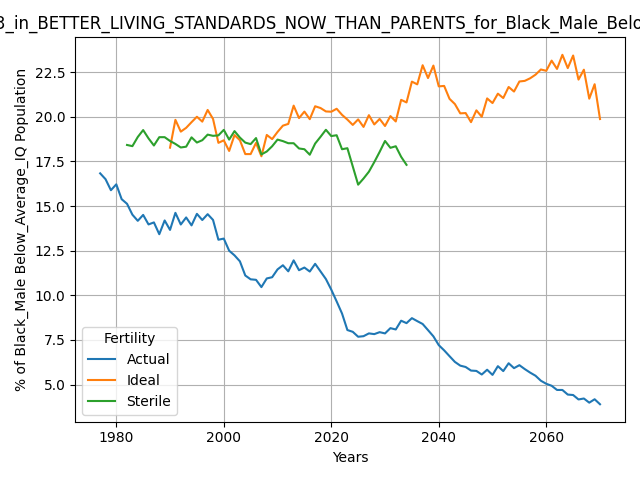 3_in_BETTER_LIVING_STANDARDS_NOW_THAN_PARENTS_for_Black_Male_Belo
22.5
20.0
17.5
15.0
12.5
10.0
7.5
5.0
% of Black_Male Below_Average_IQ Population
Fertility
Actual
Ideal
Sterile
1980
2000
2020
2040
2060
Years